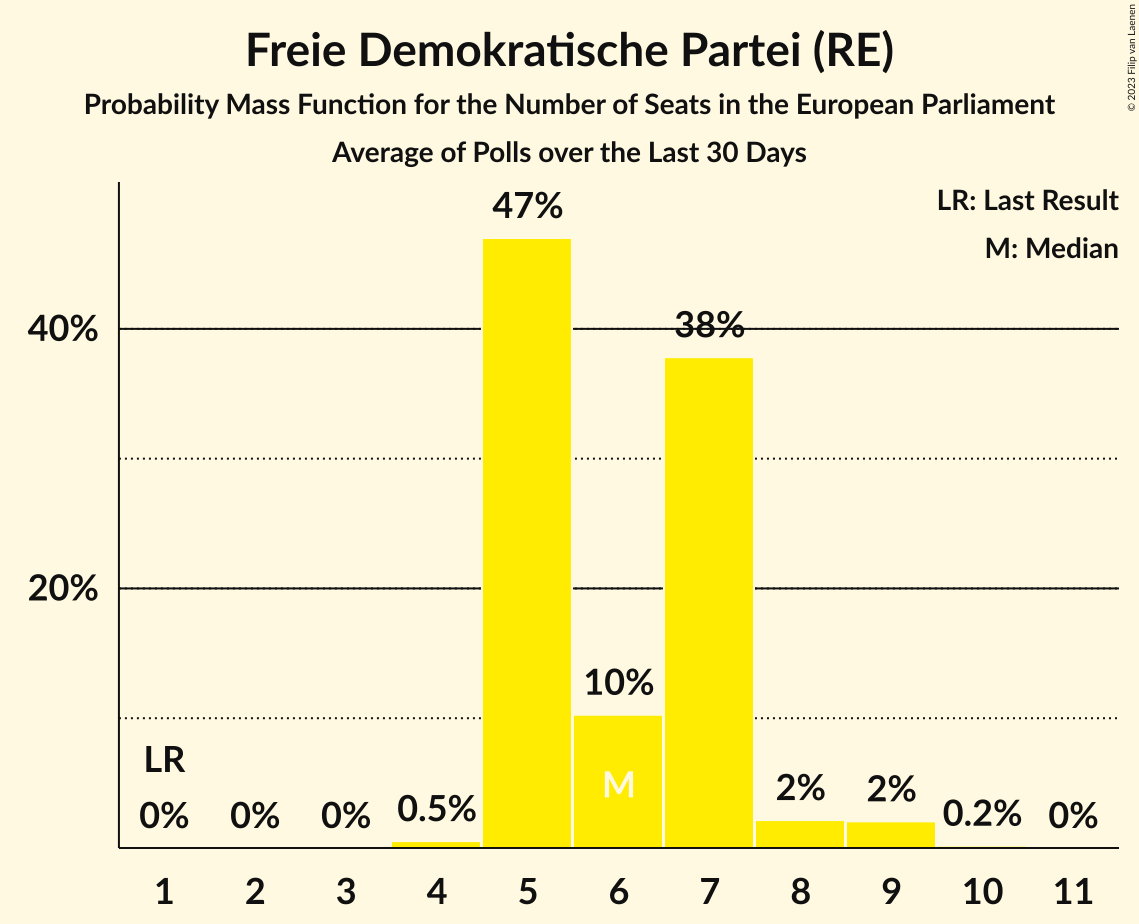 Freie Demokratische Partei (RE)
Probability Mass Function for the Number of Seats in the European Parliament
Average of Polls over the Last 30 Days
© 2023 Filip van Laenen
LR: Last Result
M: Median
47%
40%
38%
20%
10%
M
LR
0%
0%
0%
0.5%
2%
2%
0.2%
0%
1 2 3 4 5 6 7 8 9 10 11